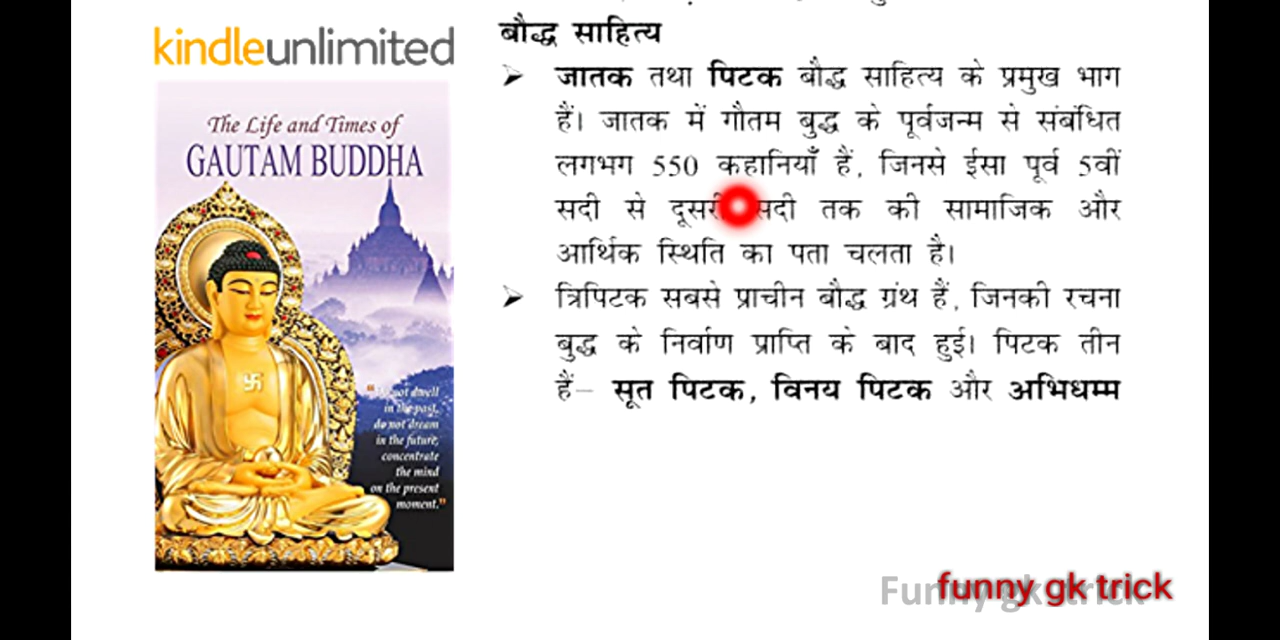 kindleunlimited
The Life and Times of
GAUTAM BUDDHA
not dwell
in the past,
do not dream
in the future,
concentrate
the mind
on the present
moment."
बौद्ध साहित्य
➤ जातक तथा पिटक बौद्ध साहित्य के प्रमुख भाग
हैं। जातक में गौतम बुद्ध के पूर्वजन्म से संबंधित
लगभग 550 कहानियाँ हैं, जिनसे ईसा पूर्व 5वीं
सदी से दूसरी सदी तक की सामाजिक और
आर्थिक स्थिति का पता चलता है।
➤ त्रिपिटक सबसे प्राचीन बौद्ध ग्रंथ हैं, जिनकी रचना
बुद्ध के निर्वाण प्राप्ति के बाद हुई। पिटक तीन
हैं– सूत पिटक, विनय पिटक और अभिधम्म
Funny gk trick
funny gk trick